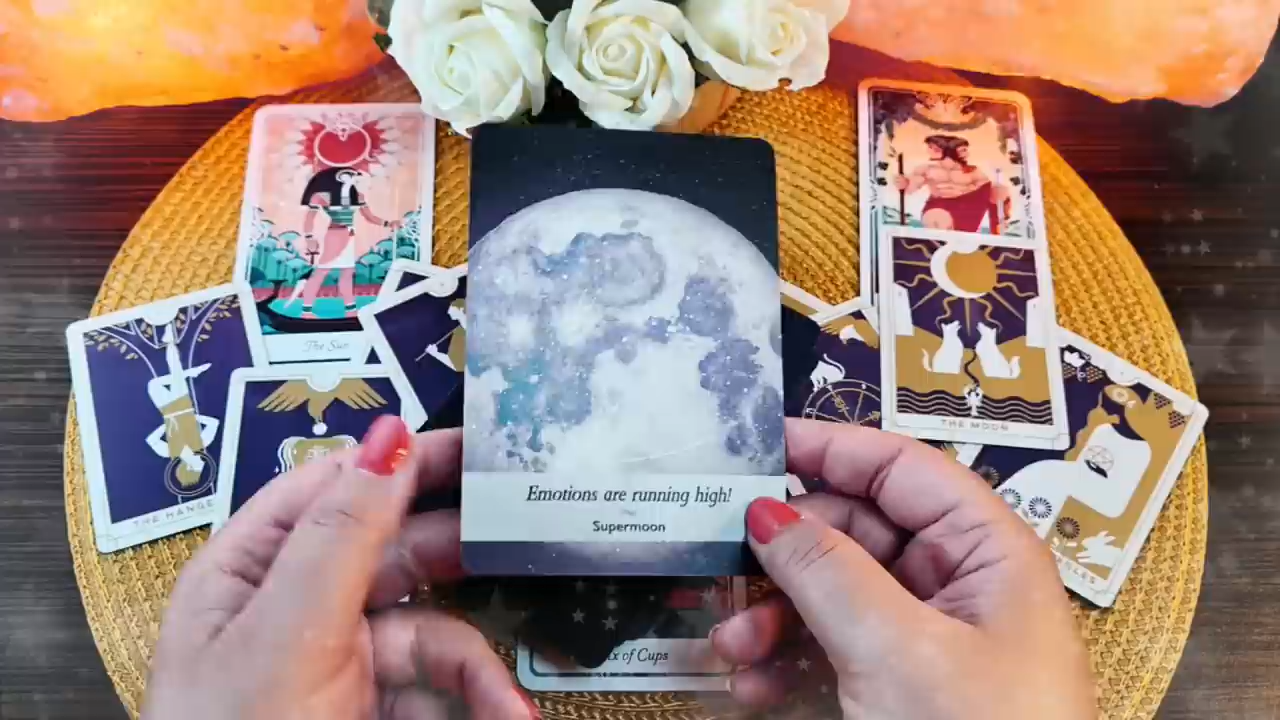 The Sun
THE HANGE
Emotions are running high!
Supermoon
THE MOON
x of Cups